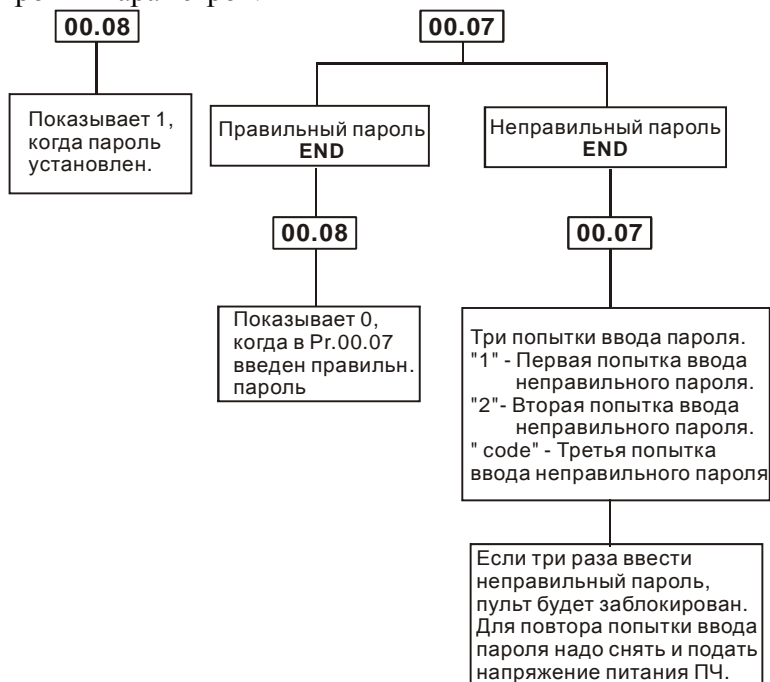 00.08
00.07
Показывает 1,
когда пароль
установлен.
Правильный пароль
END
Неправильный пароль
END
00.08
00.07
Показывает 0,
когда в Pr.00.07
введен правильн.
пароль
Три попытки ввода пароля.
"1" - Первая попытка ввода
неправильного пароля.
"2"- Вторая попытка ввода
неправильного пароля.
" code" - Третья попытка
ввода неправильного пароля
Если три раза ввести
неправильный пароль,
пульт будет заблокирован.
Для повтора попытки ввода
пароля надо снять и подать
напряжение питания ПЧ.